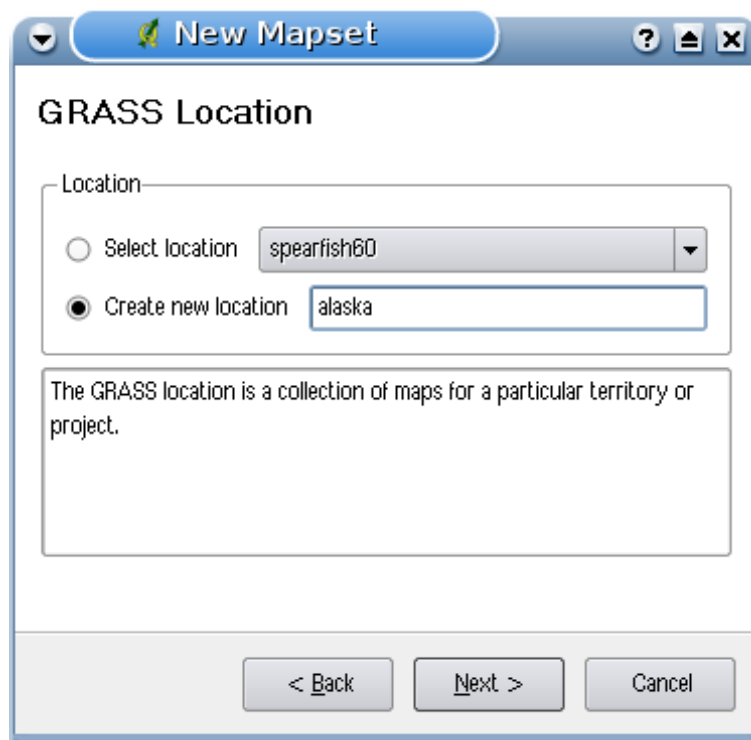 New Mapset
GRASS Location
Location
Select location
spearfish60
Create new location
alaska
The GRASS location is a collection of maps for a particular territory or
project.
< Back
Next >
Cancel